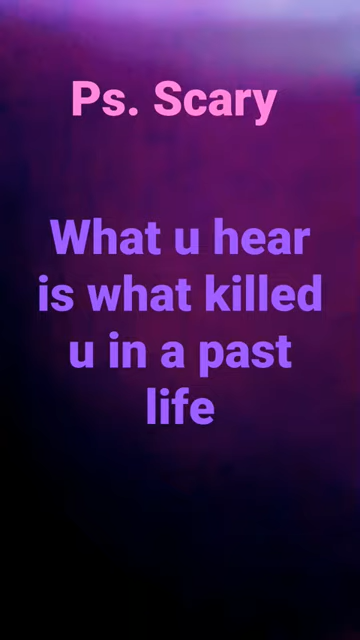 Ps. Scary
What u hear
is what killed
u in a past
life